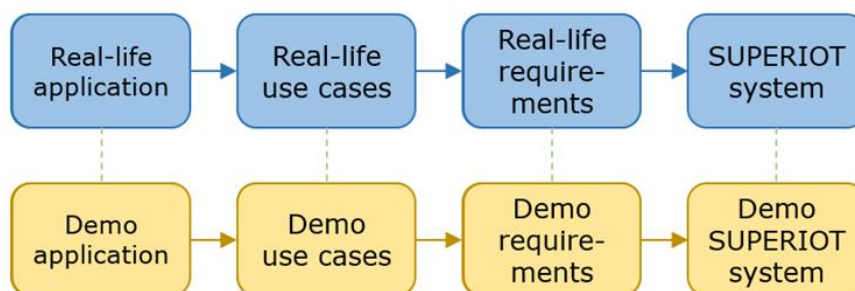 Real-life
application
Real-life
use cases
Real-life
require-
ments
SUPERIOT
system
Demo
application
Demo
use cases
Demo
require-
ments
Demo
SUPERIOT
system